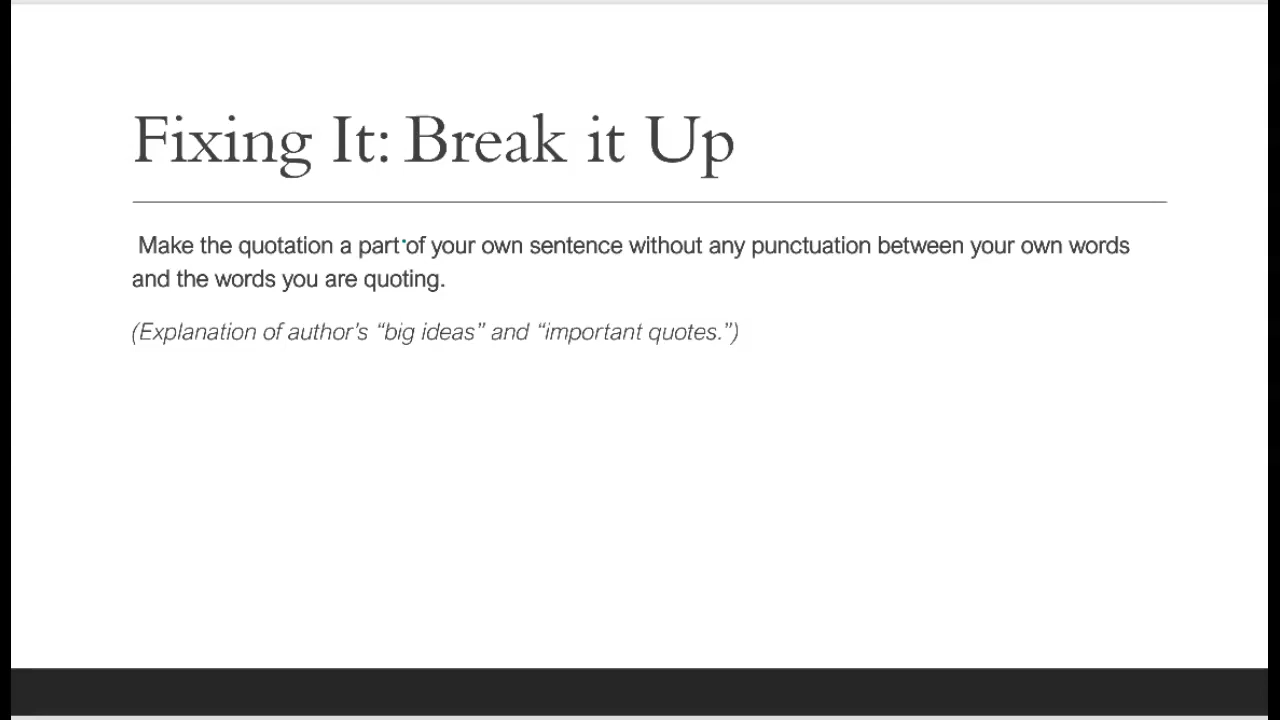 Fixing It: Break it Up
Make the quotation a part of your own sentence without any punctuation between your own words
and the words you are quoting.
(Explanation of author's “big ideas” and “important quotes.”)